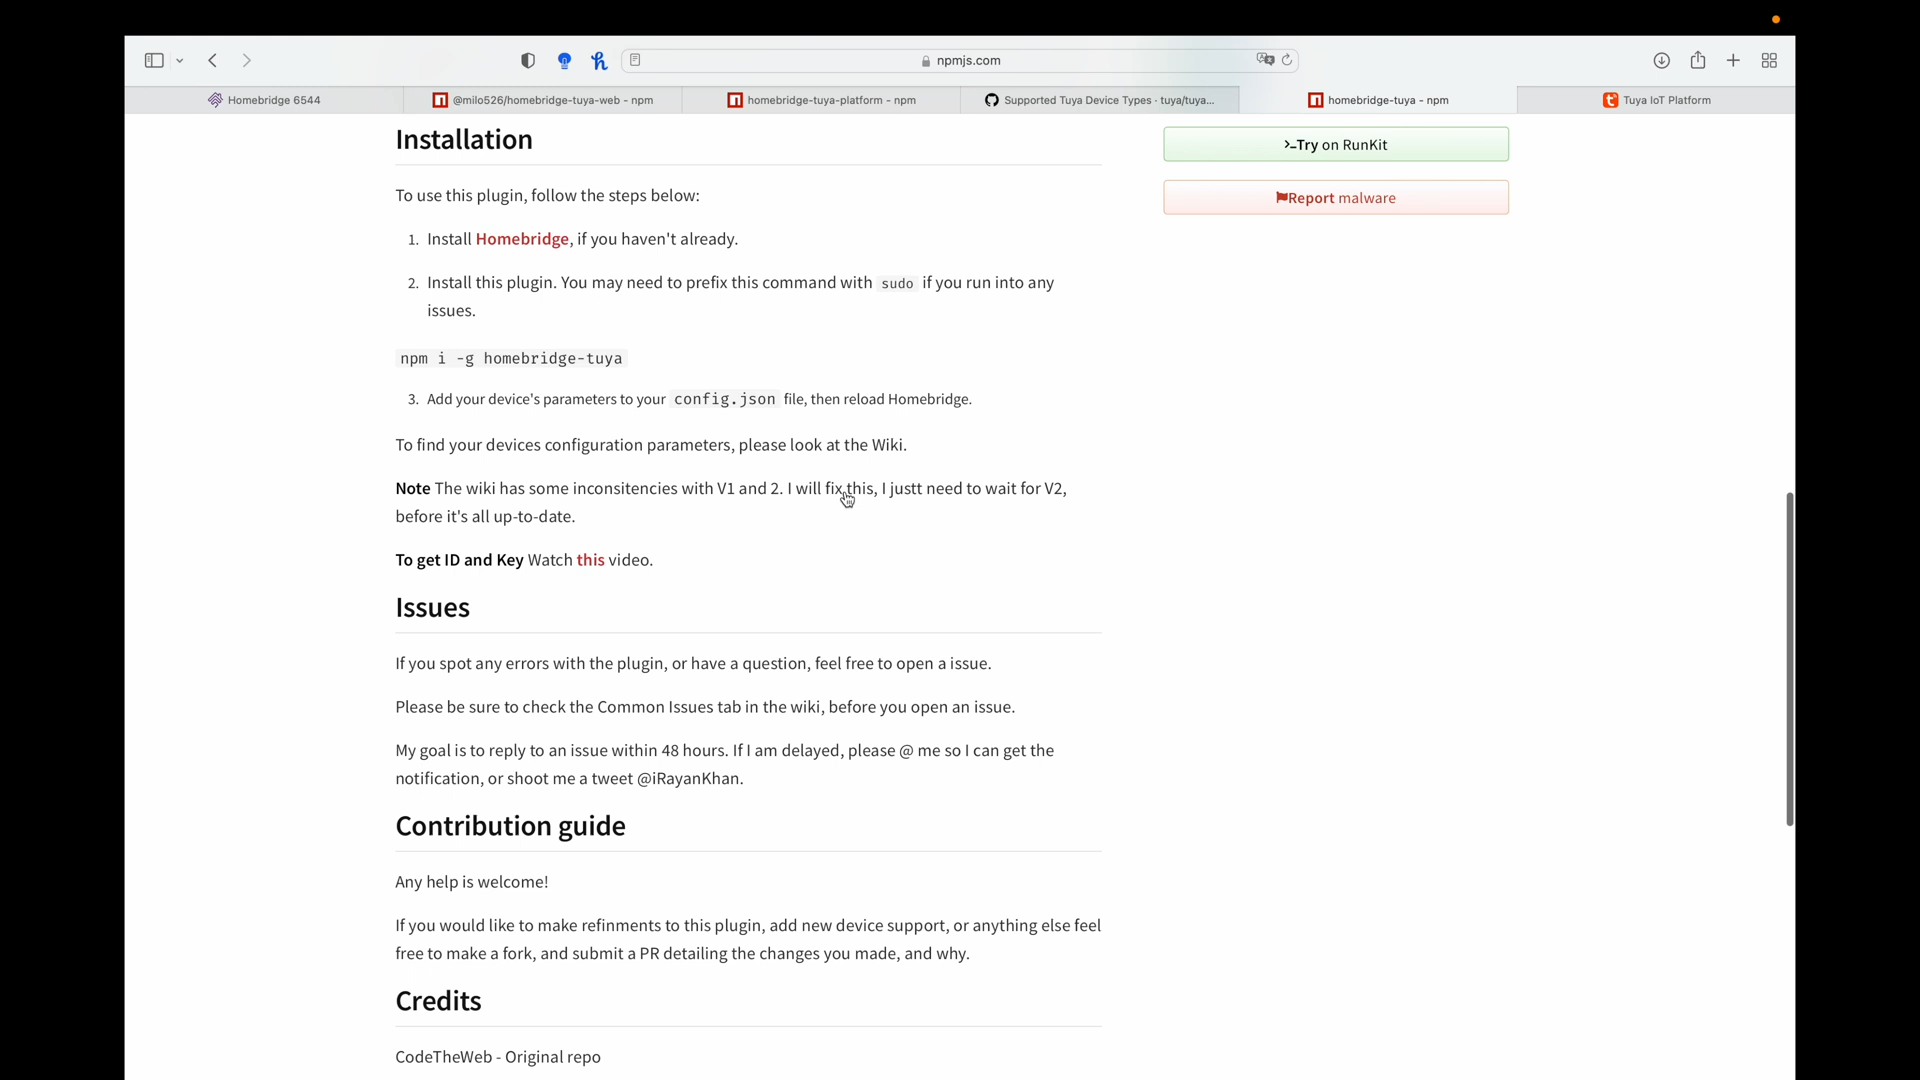 npmjs.com
Homebridge 6544
@milo526/homebridge-tuya-web - npm
homebridge-tuya-platform - npm
Supported Tuya Device Types · tuya/tuya...
homebridge-tuya - npm
Tuya IoT Platform
Installation
>_Try on RunKit
Report malware
To use this plugin, follow the steps below:
1. Install Homebridge, if you haven't already.
2. Install this plugin. You may need to prefix this command with sudo if you run into any
issues.
npm i -g homebridge-tuya
3. Add your device's parameters to your config.json file, then reload Homebridge.
To find your devices configuration parameters, please look at the Wiki.
Note The wiki has some inconsitencies with V1 and 2. I will fix this, I justt need to wait for V2,
before it's all up-to-date.
To get ID and Key Watch this video.
Issues
If you spot any errors with the plugin, or have a question, feel free to open a issue.
Please be sure to check the Common Issues tab in the wiki, before you open an issue.
My goal is to reply to an issue within 48 hours. If I am delayed, please @ me so I can get the
notification, or shoot me a tweet @iRayanKhan.
Contribution guide
Any help is welcome!
If you would like to make refinments to this plugin, add new device support, or anything else feel
free to make a fork, and submit a PR detailing the changes you made, and why.
Credits
CodeTheWeb - Original repo